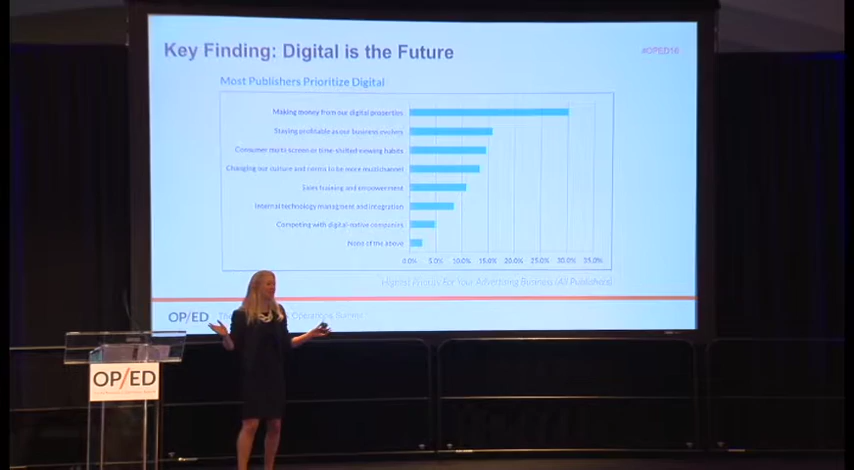 Key Finding: Digital is the Future
#OPED16
Most Publishers Prioritize Digital
Making money from our digital properties
Staying profitable as our business evolves
Consumer multi screen or time-shifted viewing habits
Changing our culture and norms to be more multichannel
Sales training and empowerment
Internal technology managment and integration
Competing with digital-native companies
None of the above
0.0% 5.0% 10.0% 15.0% 20.0% 25.0% 30.0% 35.0%
Highest Priority For Your Advertising Business (All Publishers)
OP/ED Operations Summit
OP/ED